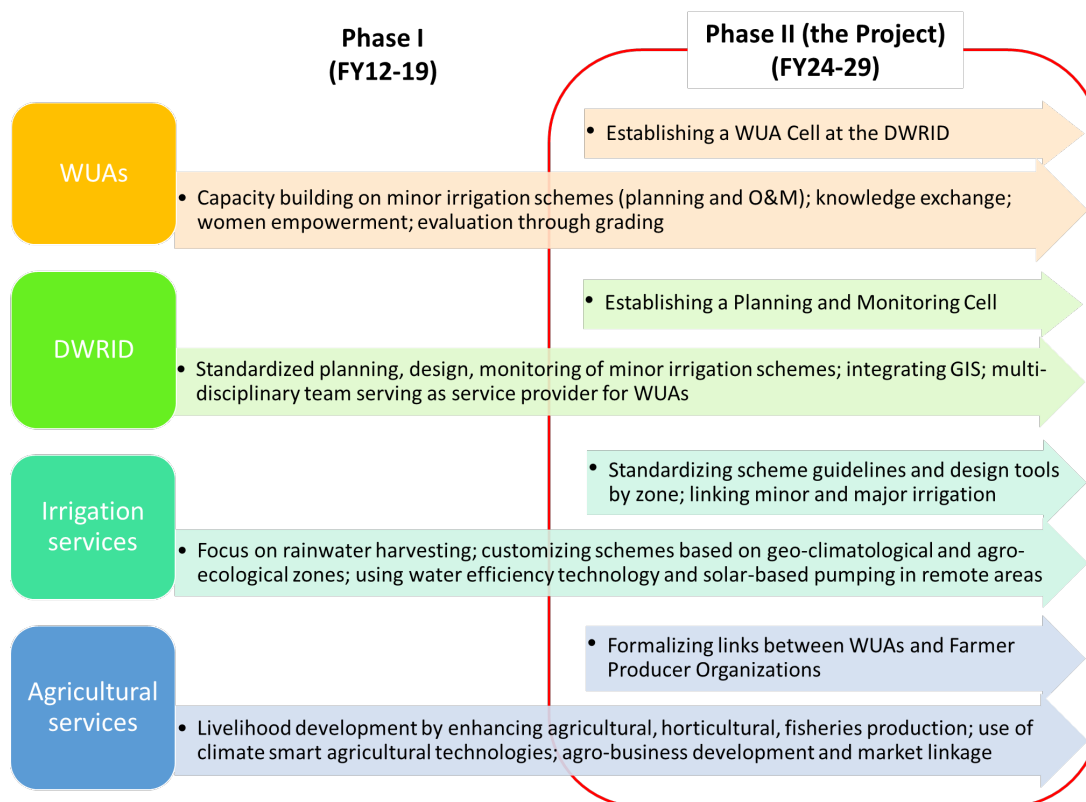 Phase I
(FY12-19)
Phase II (the Project)
(FY24-29)
WUAs
• Establishing a WUA Cell at the DWRID
• Capacity building on minor irrigation schemes (planning and O&M); knowledge exchange;
women empowerment; evaluation through grading
DWRID
• Establishing a Planning and Monitoring Cell
• Standardized planning, design, monitoring of minor irrigation schemes; integrating GIS; multi-
disciplinary team serving as service provider for WUAs
Irrigation
services
• Standardizing scheme guidelines and design tools
by zone; linking minor and major irrigation
• Focus on rainwater harvesting; customizing schemes based on geo-climatological and agro-
ecological zones; using water efficiency technology and solar-based pumping in remote areas
Agricultural
services
• Formalizing links between WUAs and Farmer
Producer Organizations
• Livelihood development by enhancing agricultural, horticultural, fisheries production; use of
climate smart agricultural technologies; agro-business development and market linkage